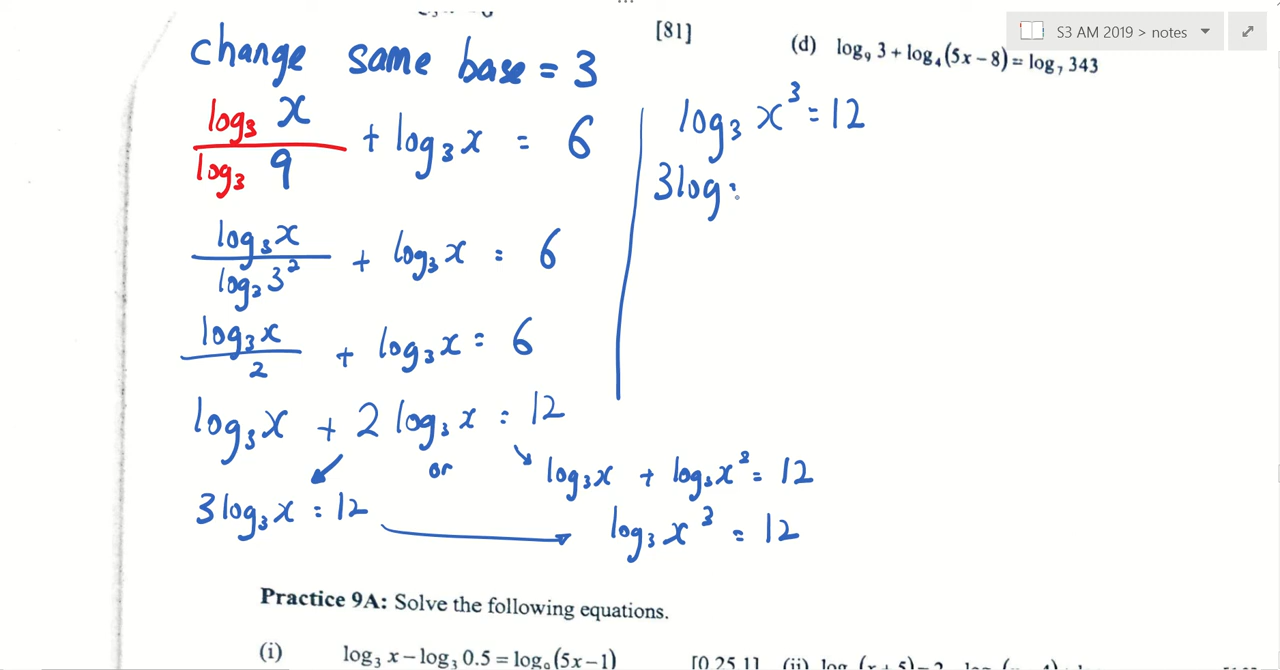 S3 AM 2019 > notes
[81]
(d) log₉ 3 + log₄(5x − 8) = log₇ 343
change same base = 3
log₃ x / log₃ 9 + log₃ x = 6
log₃ x / log₂ 3² + log₃ x = 6
log₃ x / 2 + log₃ x = 6
log₃ x + 2 log₃ x = 12
or
3 log₃ x = 12
log₃ x + log₃ x² = 12
log₃ x³ = 12
log₃ x³ = 12
3 log
Practice 9A: Solve the following equations.
(i) log₃ x − log₃ 0.5 = log₉ (5x − 1)